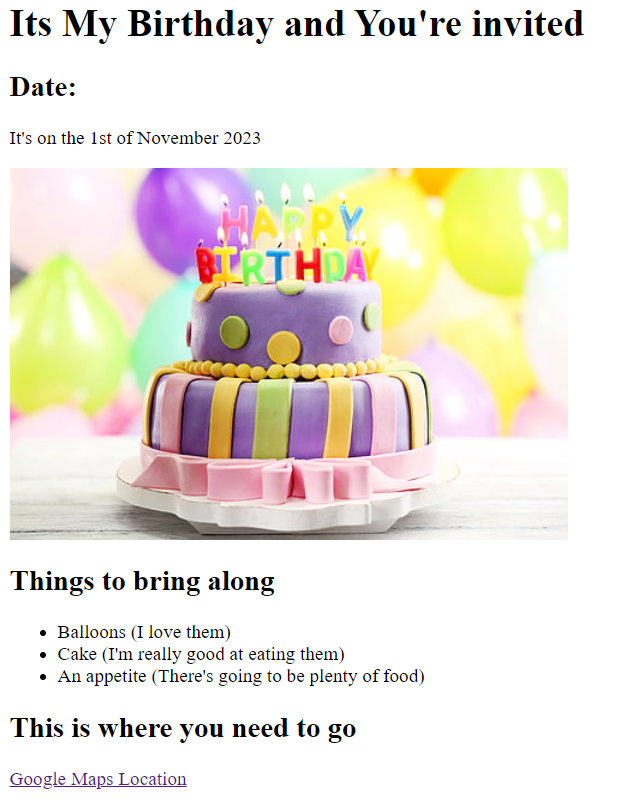 Its My Birthday and You're invited
Date:
It's on the 1st of November 2023
HAPPY
BIRTHDAY
Things to bring along
Balloons (I love them)
Cake (I'm really good at eating them)
An appetite (There's going to be plenty of food)
This is where you need to go
Google Maps Location